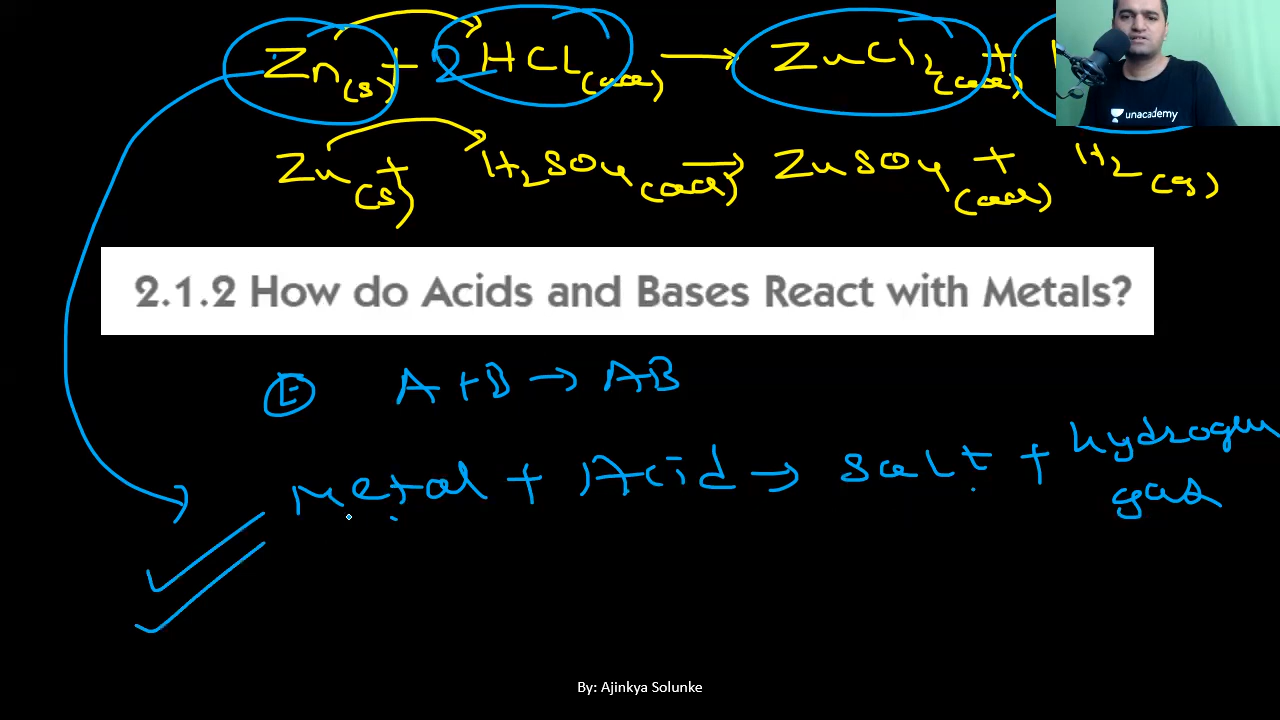 Zn(s) + 2HCl(aq) → ZnCl2(aq) +
unacademy
Zn(s) + H2SO4(aq) → ZnSO4(aq) + H2(g)
2.1.2 How do Acids and Bases React with Metals?
A + B → AB
Metal + Acid → Salt + hydrogen
gas
By: Ajinkya Solunke